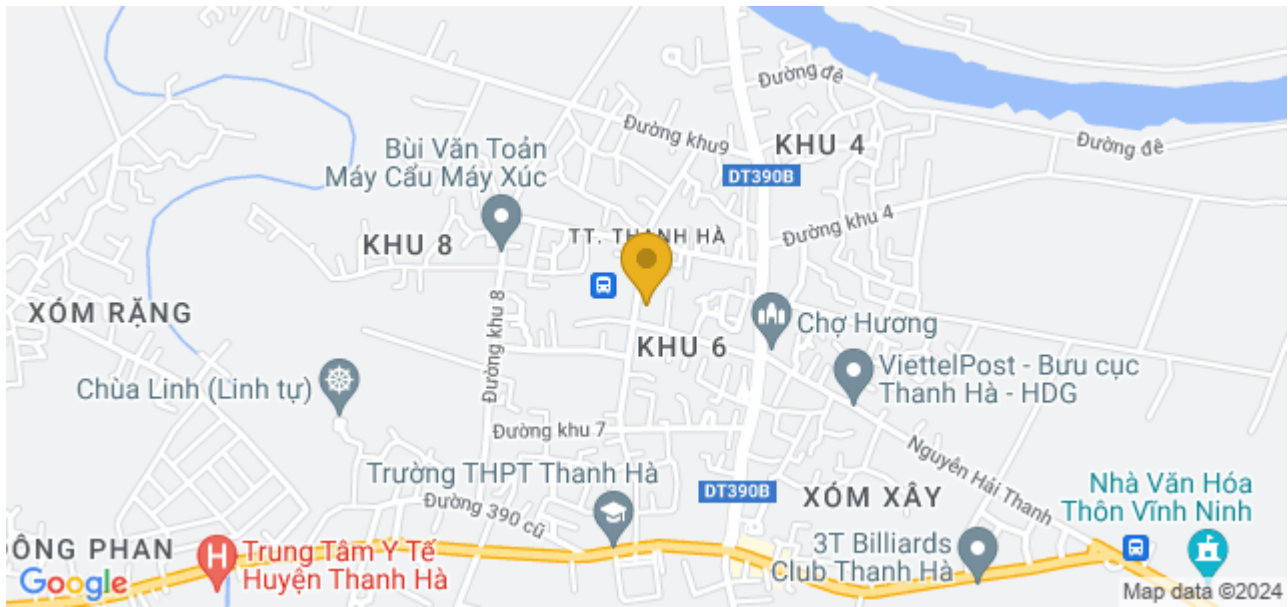 Đường đê
Đường khu9
KHU 4
Đường đê
Bùi Văn Toản
Máy Cẩu Máy Xúc
DT390B
Đường khu 4
TT. THANH HÀ
KHU 8
XÓM RẶNG
Đường khu 8
Chợ Hương
KHU 6
ViettelPost - Bưu cục
Thanh Hà - HDG
Chùa Linh (Linh tự)
Đường khu 7
Nguyễn Hải Thanh
Trường THPT Thanh Hà
DT390B
XÓM XÂY
Nhà Văn Hóa
Thôn Vĩnh Ninh
Đường 390 cũ
ÔNG PHAN
H
Trung Tâm Y Tế
Huyện Thanh Hà
3T Billiards
Club Thanh Hà
Google
Map data ©2024